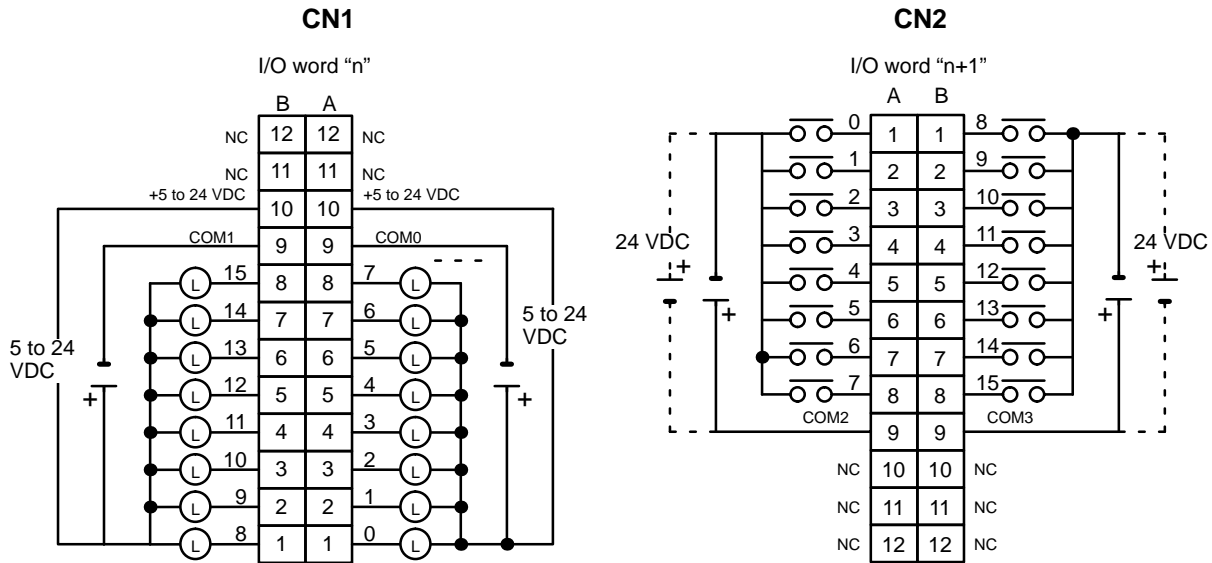 CN1
I/O word “n”
B A
NC 12 12 NC
NC 11 11 NC
+5 to 24 VDC 10 10 +5 to 24 VDC
COM1 9 9 COM0
L 15 8 8 7 L
L 14 7 7 6 L
L 13 6 6 5 L
L 12 5 5 4 L
L 11 4 4 3 L
L 10 3 3 2 L
L 9 2 2 1 L
L 8 1 1 0 L
5 to 24
VDC
+
5 to 24
VDC
+
CN2
I/O word “n+1”
A B
0 1 1 8
1 2 2 9
2 3 3 10
3 4 4 11
4 5 5 12
5 6 6 13
6 7 7 14
7 8 8 15
COM2 9 9 COM3
NC 10 10 NC
NC 11 11 NC
NC 12 12 NC
24 VDC
+
+
24 VDC
+
+